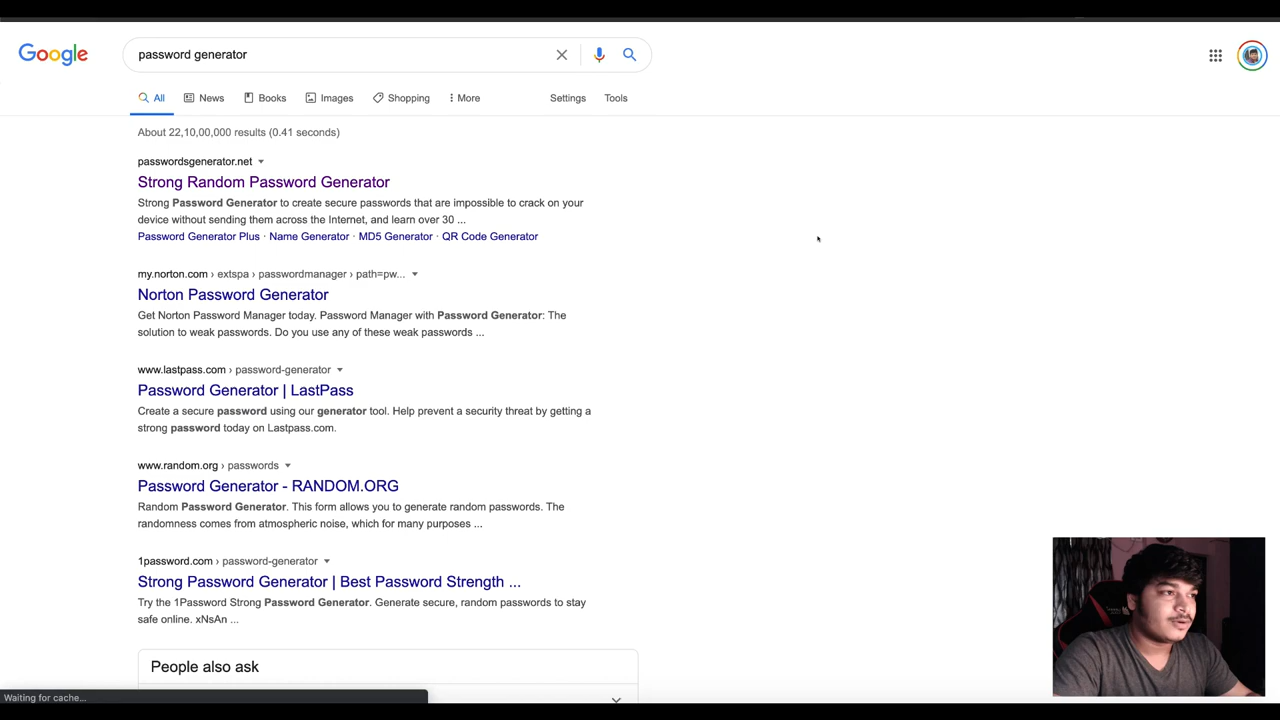 Google
password generator
All
News
Books
Images
Shopping
More
Settings
Tools
About 22,10,00,000 results (0.41 seconds)
passwordsgenerator.net
Strong Random Password Generator
Strong Password Generator to create secure passwords that are impossible to crack on your
device without sending them across the Internet, and learn over 30 ...
Password Generator Plus · Name Generator · MD5 Generator · QR Code Generator
my.norton.com › extspa › passwordmanager › path=pw...
Norton Password Generator
Get Norton Password Manager today. Password Manager with Password Generator: The
solution to weak passwords. Do you use any of these weak passwords ...
www.lastpass.com › password-generator
Password Generator | LastPass
Create a secure password using our generator tool. Help prevent a security threat by getting a
strong password today on Lastpass.com.
www.random.org › passwords
Password Generator - RANDOM.ORG
Random Password Generator. This form allows you to generate random passwords. The
randomness comes from atmospheric noise, which for many purposes ...
1password.com › password-generator
Strong Password Generator | Best Password Strength ...
Try the 1Password Strong Password Generator. Generate secure, random passwords to stay
safe online. xNsAn ...
People also ask
Waiting for cache...